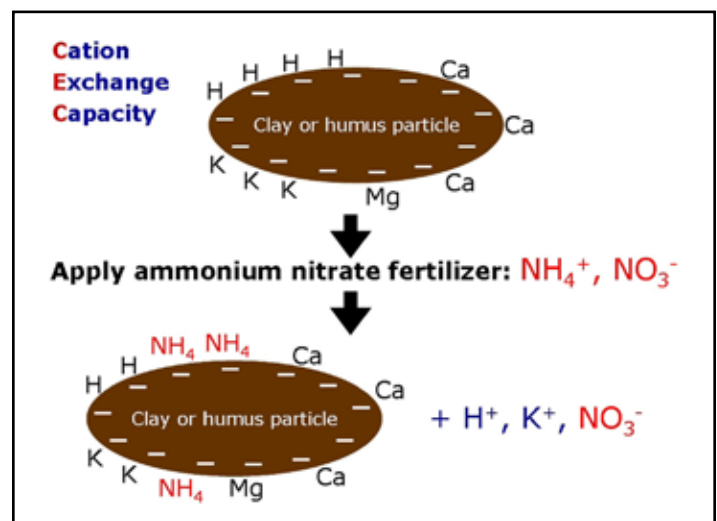 Cation
Exchange
Capacity
H H H H Ca
Clay or humus particle
Ca
K K K Mg Ca
Apply ammonium nitrate fertilizer: NH₄⁺, NO₃⁻
H H NH₄ NH₄ Ca
Ca
Clay or humus particle
+ H⁺, K⁺, NO₃⁻
K K NH₄ Mg Ca